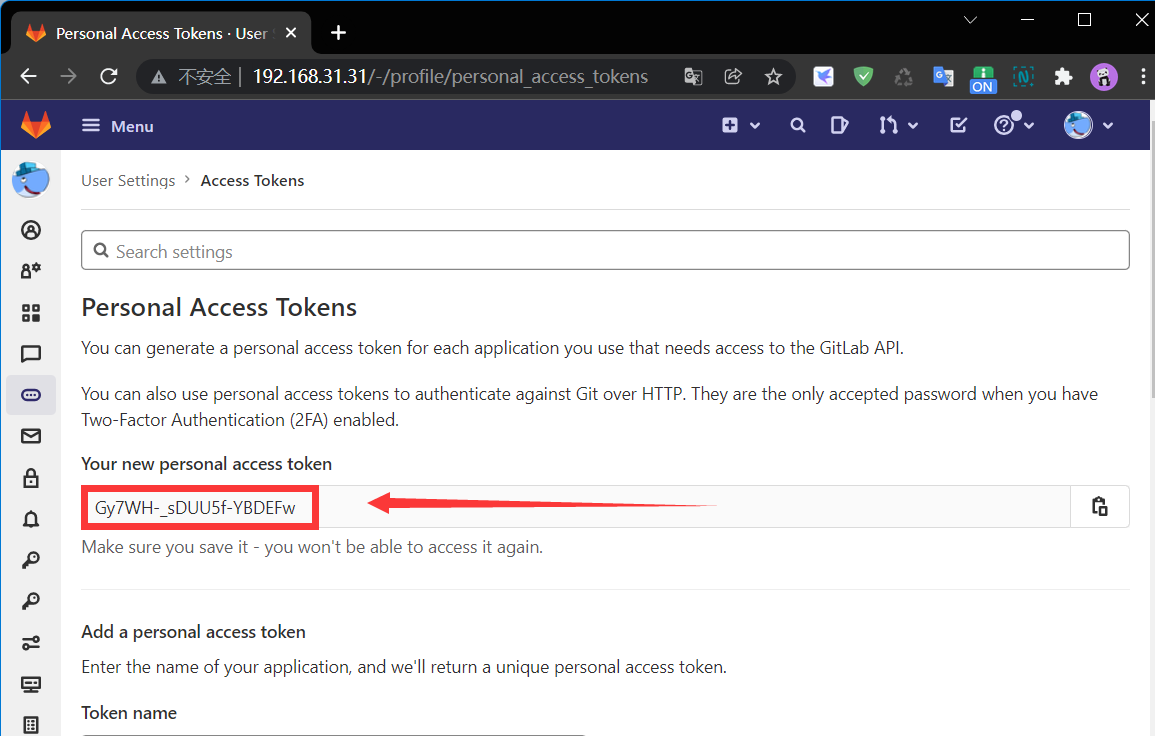 Personal Access Tokens · User
不安全 | 192.168.31.31/-/profile/personal_access_tokens
ON
Menu
User Settings › Access Tokens
Search settings
Personal Access Tokens
You can generate a personal access token for each application you use that needs access to the GitLab API.
You can also use personal access tokens to authenticate against Git over HTTP. They are the only accepted password when you have
Two-Factor Authentication (2FA) enabled.
Your new personal access token
Gy7WH-_sDUU5f-YBDEFw
Make sure you save it - you won't be able to access it again.
Add a personal access token
Enter the name of your application, and we'll return a unique personal access token.
Token name